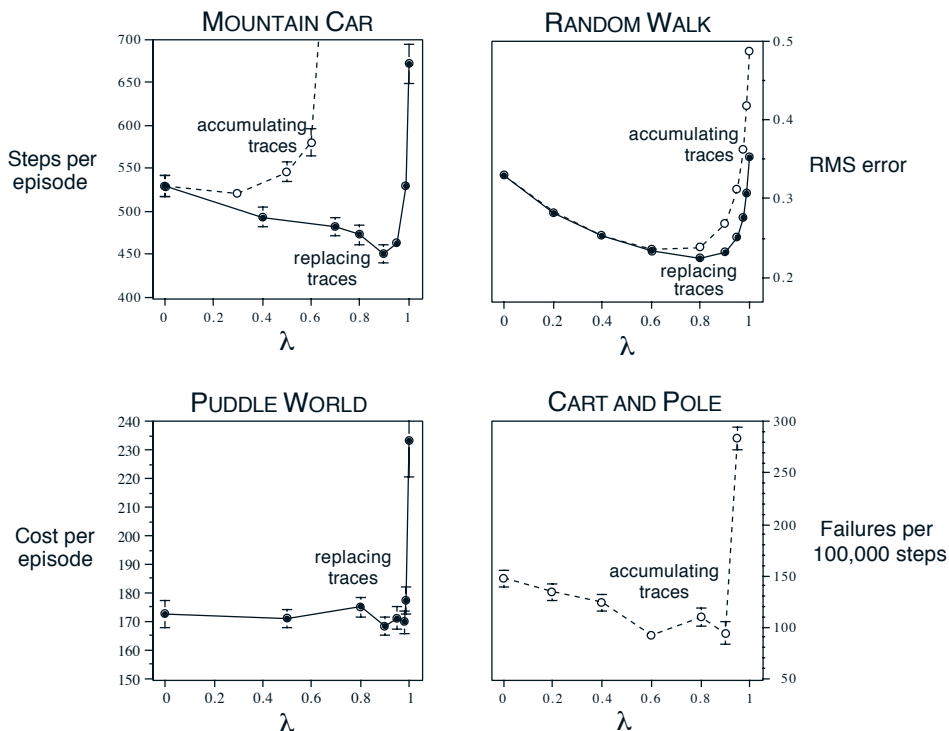 MOUNTAIN CAR
700
650
600
550
500
450
400
Steps per
episode
accumulating
traces
replacing
traces
0
0.2
0.4
0.6
0.8
1
λ
RANDOM WALK
0.5
0.4
0.3
0.2
RMS error
accumulating
traces
replacing
traces
0
0.2
0.4
0.6
0.8
1
λ
PUDDLE WORLD
240
230
220
210
200
190
180
170
160
150
Cost per
episode
replacing
traces
0
0.2
0.4
0.6
0.8
1
λ
CART AND POLE
300
250
200
150
100
50
Failures per
100,000 steps
accumulating
traces
0
0.2
0.4
0.6
0.8
1
λ